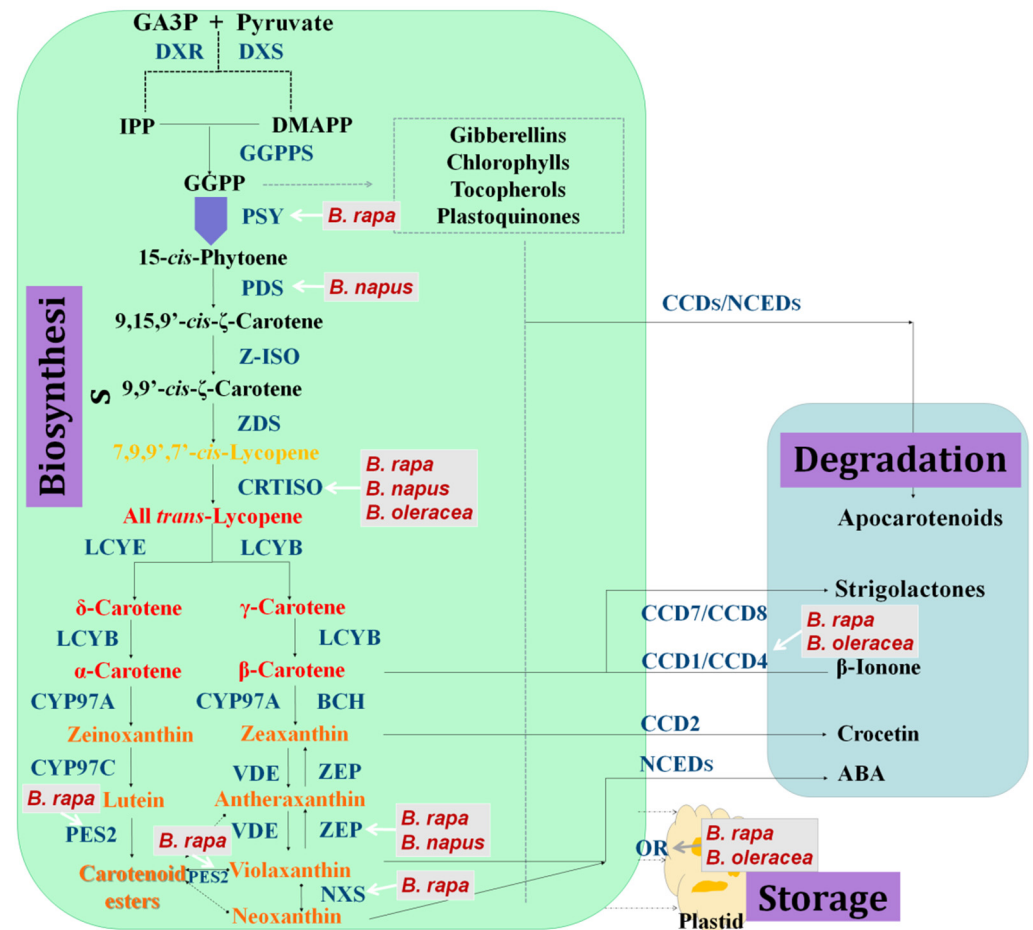 GA3P + Pyruvate
DXR DXS
IPP DMAPP
GGPPS
GGPP
Gibberellins
Chlorophylls
Tocopherols
Plastoquinones
PSY B. rapa
15-cis-Phytoene
PDS B. napus
9,15,9'-cis-ζ-Carotene
Z-ISO
9,9'-cis-ζ-Carotene
ZDS
7,9,9',7'-cis-Lycopene
CRTISO
B. rapa
B. napus
B. oleracea
All trans-Lycopene
LCYE LCYB
δ-Carotene γ-Carotene
LCYB LCYB
α-Carotene β-Carotene
CYP97A CYP97A BCH
Zeinoxanthin Zeaxanthin
CYP97C VDE ZEP
B. rapa
Lutein Antheraxanthin
PES2
B. rapa
VDE ZEP
B. rapa
B. napus
Carotenoid
esters
PES2
Violaxanthin
NXS B. rapa
Neoxanthin
Biosynthesi
s
CCDs/NCEDs
Degradation
Apocarotenoids
Strigolactones
CCD7/CCD8
B. rapa
B. oleracea
CCD1/CCD4
β-Ionone
CCD2
Crocetin
NCEDs
ABA
OR
B. rapa
B. oleracea
Storage
Plastid